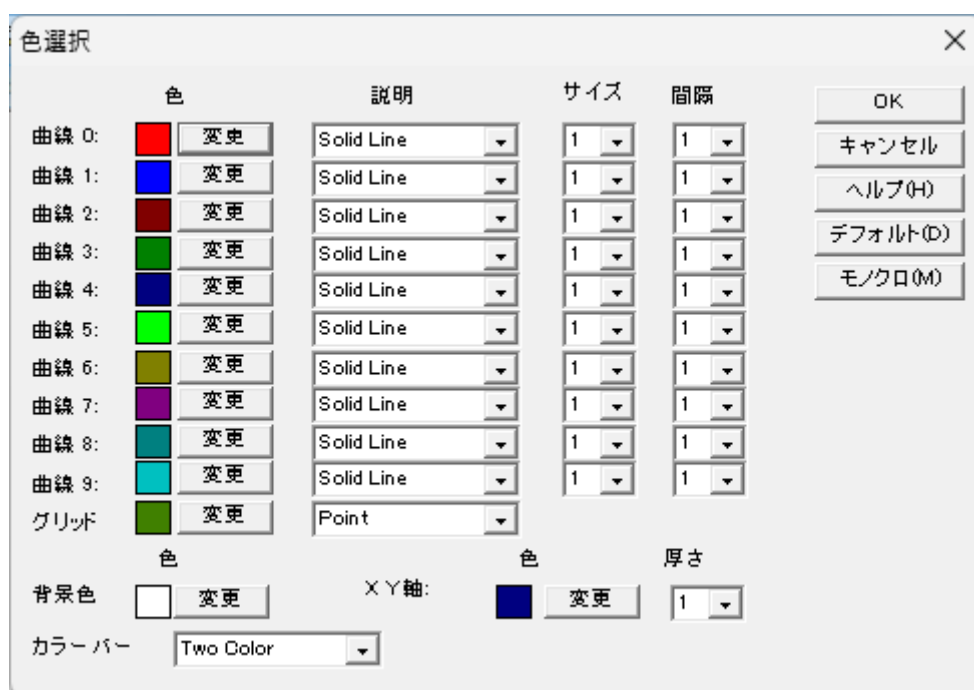 色選択
色 説明 サイズ 間隔 OK
曲線 0: 変更 Solid Line 1 1 キャンセル
曲線 1: 変更 Solid Line 1 1 ヘルプ(H)
曲線 2: 変更 Solid Line 1 1 デフォルト(D)
曲線 3: 変更 Solid Line 1 1 モノクロ(M)
曲線 4: 変更 Solid Line 1 1
曲線 5: 変更 Solid Line 1 1
曲線 6: 変更 Solid Line 1 1
曲線 7: 変更 Solid Line 1 1
曲線 8: 変更 Solid Line 1 1
曲線 9: 変更 Solid Line 1 1
グリッド 変更 Point
色 色 厚さ
背景色 変更 X Y軸: 変更 1
カラーバー Two Color